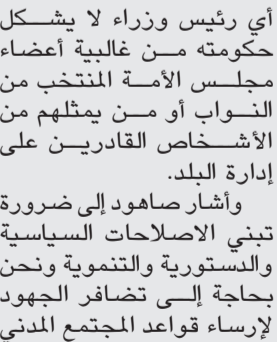 أي رئيس وزراء لا يشكل
حكومته من غالبية أعضاء
مجلس الأمة المنتخب من
النواب أو من يمثلهم من
الأشخاص القادرين على
إدارة البلد.
وأشار صاهود إلى ضرورة
تبني الاصلاحات السياسية
والدستورية والتنموية ونحن
بحاجة إلى تضافر الجهود
لإرساء قواعد المجتمع المدني